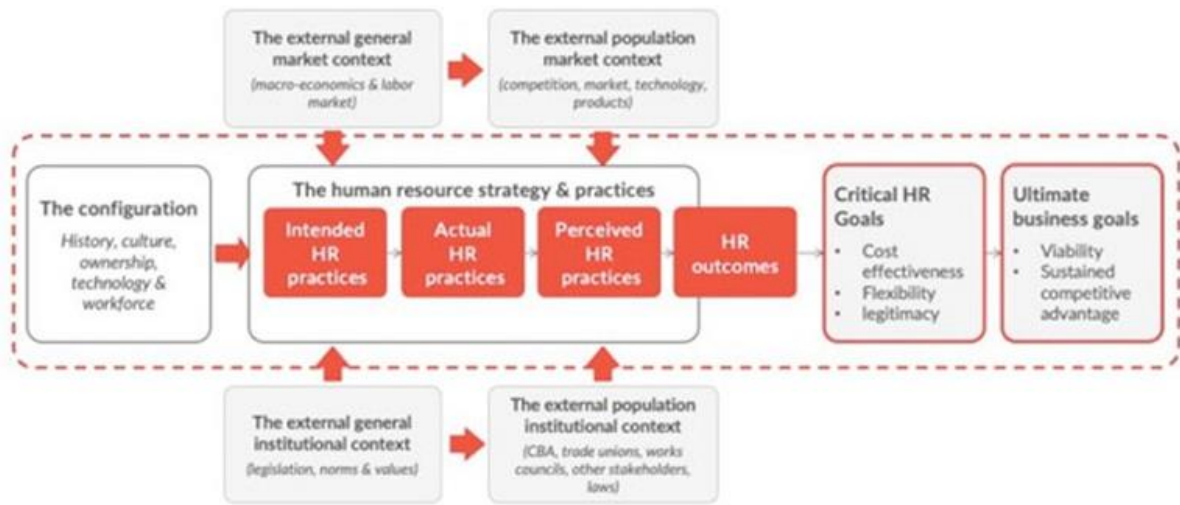 The external general
market context
(macro-economics & labor
market)
The external population
market context
(competition, market, technology,
products)
The configuration
History, culture,
ownership,
technology &
workforce
The human resource strategy & practices
Intended
HR
practices
Actual
HR
practices
Perceived
HR
practices
HR
outcomes
Critical HR
Goals
• Cost
effectiveness
• Flexibility
• legitimacy
Ultimate
business goals
• Viability
• Sustained
competitive
advantage
The external general
institutional context
(legislation, norms & values)
The external population
institutional context
(CBA, trade unions, works
councils, other stakeholders,
laws)